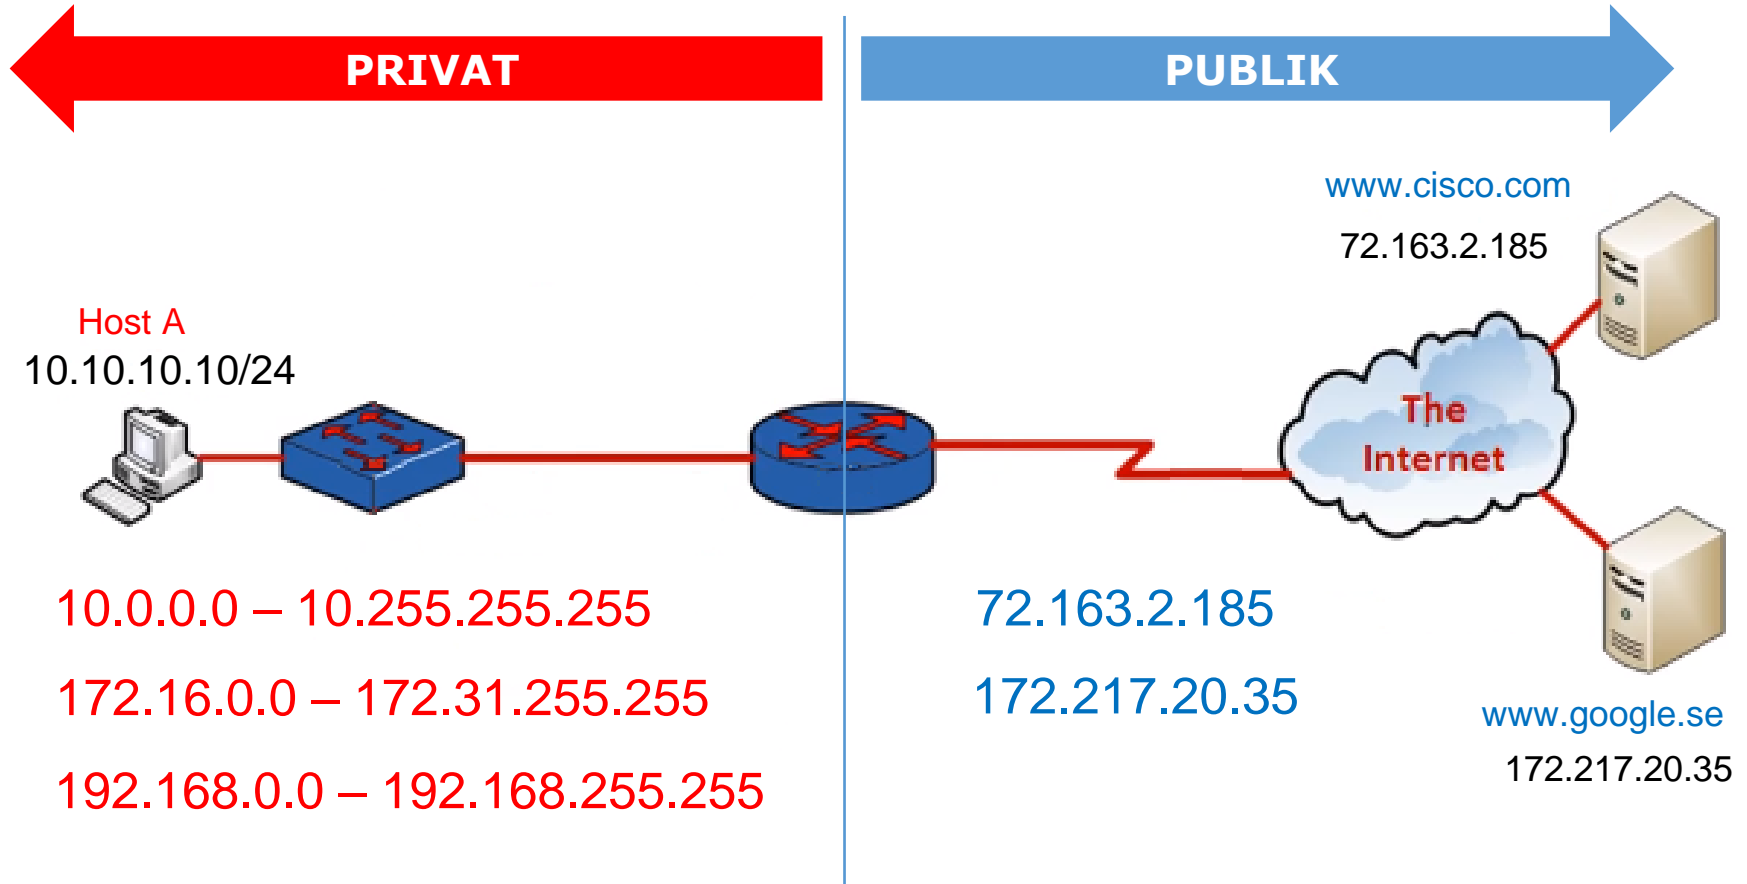 PRIVAT
PUBLIK
www.cisco.com
72.163.2.185
Host A
10.10.10.10/24
The
Internet
10.0.0.0 – 10.255.255.255
172.16.0.0 – 172.31.255.255
192.168.0.0 – 192.168.255.255
72.163.2.185
172.217.20.35
www.google.se
172.217.20.35